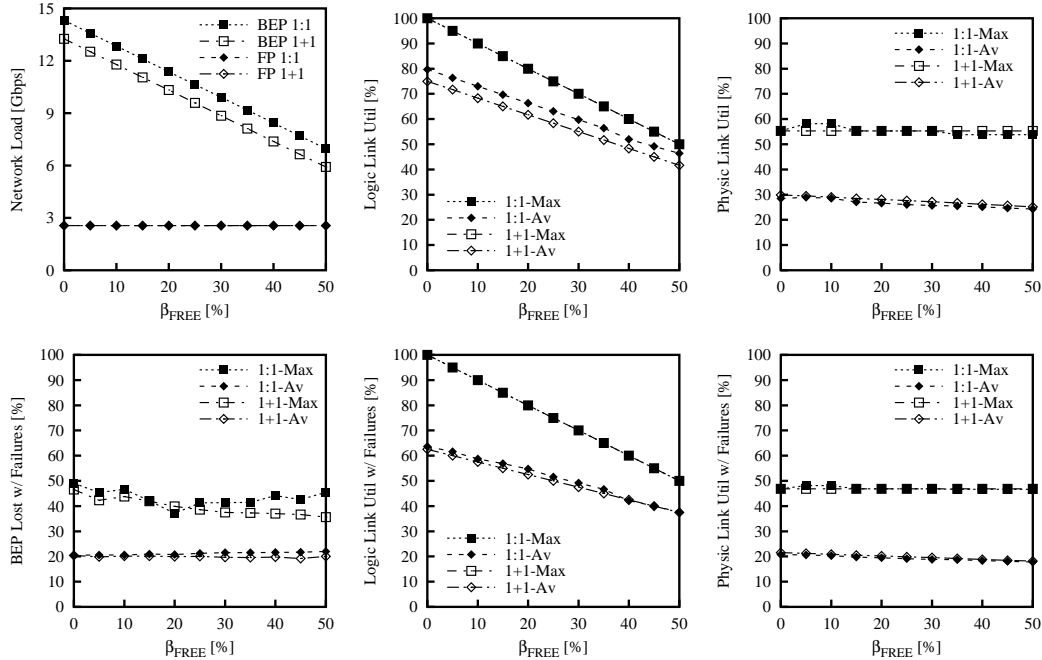 Network Load [Gbps]
15
12
9
6
3
0
0 10 20 30 40 50
β_FREE [%]
BEP 1:1
BEP 1+1
FP 1:1
FP 1+1
Logic Link Util [%]
100
90
80
70
60
50
40
30
20
10
0
0 10 20 30 40 50
β_FREE [%]
1:1-Max
1:1-Av
1+1-Max
1+1-Av
Physic Link Util [%]
100
90
80
70
60
50
40
30
20
10
0
0 10 20 30 40 50
β_FREE [%]
1:1-Max
1:1-Av
1+1-Max
1+1-Av
BEP Lost w/ Failures [%]
100
90
80
70
60
50
40
30
20
10
0
0 10 20 30 40 50
β_FREE [%]
1:1-Max
1:1-Av
1+1-Max
1+1-Av
Logic Link Util w/ Failures [%]
100
90
80
70
60
50
40
30
20
10
0
0 10 20 30 40 50
β_FREE [%]
1:1-Max
1:1-Av
1+1-Max
1+1-Av
Physic Link Util w/ Failures [%]
100
90
80
70
60
50
40
30
20
10
0
0 10 20 30 40 50
β_FREE [%]
1:1-Max
1:1-Av
1+1-Max
1+1-Av